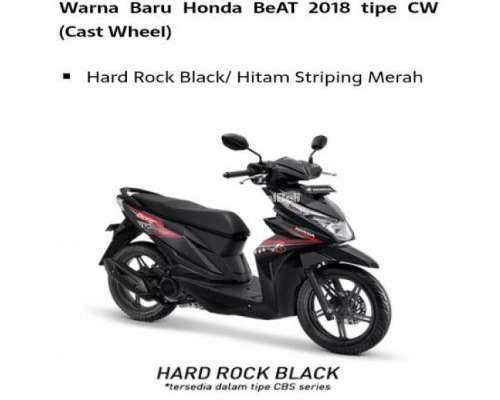 Warna Baru Honda BeAT 2018 tipe CW
(Cast Wheel)
▪ Hard Rock Black/ Hitam Striping Merah
HONDA
HARD ROCK BLACK
*tersedia dalam tipe CBS series